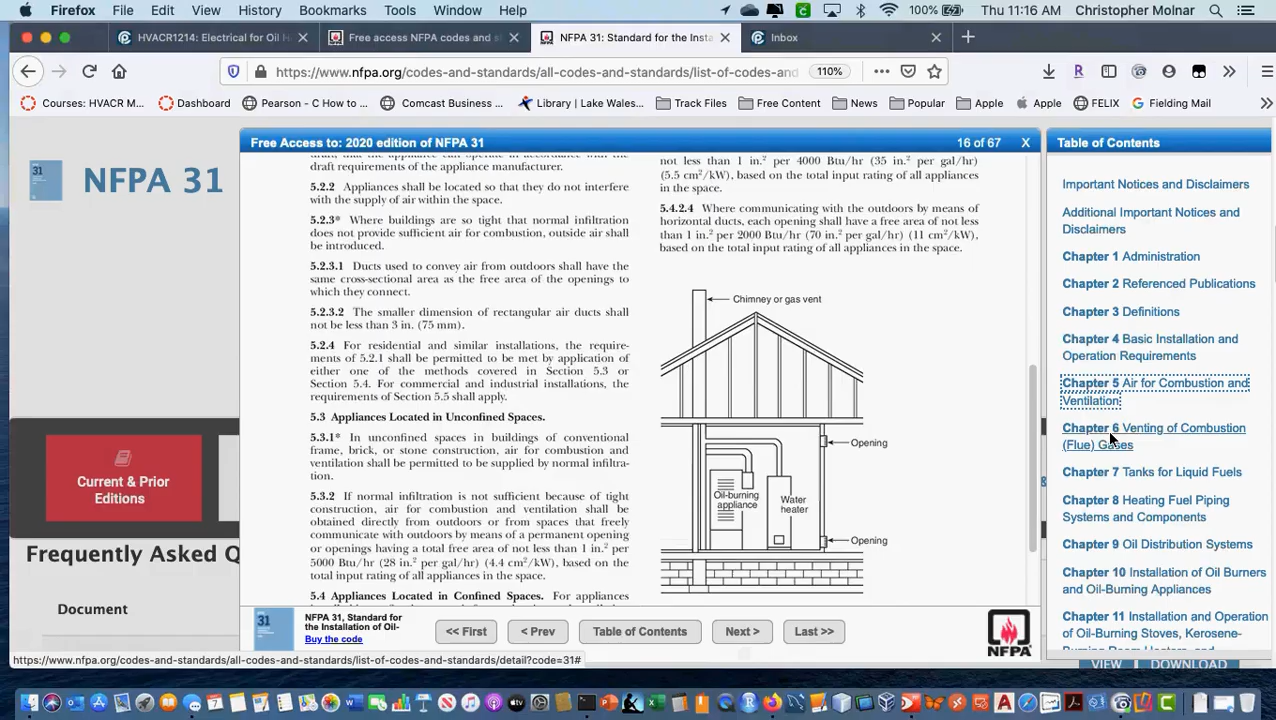 Firefox File Edit View History Bookmarks Tools Window Help 100% Thu 11:16 AM Christopher Molnar
HVACR1214: Electrical for Oil H
Free access NFPA codes and s
NFPA 31: Standard for the Insta
Inbox
https://www.nfpa.org/codes-and-standards/all-codes-and-standards/list-of-codes-and 110%
Courses: HVACR M... Dashboard Pearson - C How to ... Comcast Business ... Library | Lake Wales... Track Files Free Content News Popular Apple Apple FELIX Fielding Mail
Free Access to: 2020 edition of NFPA 31 16 of 67 X
31
NFPA 31
Current & Prior
Editions
Frequently Asked Q
Document
draft requirements of the appliance manufacturer.
5.2.2 Appliances shall be located so that they do not interfere
with the supply of air within the space.
5.2.3* Where buildings are so tight that normal infiltration
does not provide sufficient air for combustion, outside air shall
be introduced.
5.2.3.1 Ducts used to convey air from outdoors shall have the
same cross-sectional area as the free area of the openings to
which they connect.
5.2.3.2 The smaller dimension of rectangular air ducts shall
not be less than 3 in. (75 mm).
5.2.4 For residential and similar installations, the require-
ments of 5.2.1 shall be permitted to be met by application of
either one of the methods covered in Section 5.3 or
Section 5.4. For commercial and industrial installations, the
requirements of Section 5.5 shall apply.
5.3 Appliances Located in Unconfined Spaces.
5.3.1* In unconfined spaces in buildings of conventional
frame, brick, or stone construction, air for combustion and
ventilation shall be permitted to be supplied by normal infiltra-
tion.
5.3.2 If normal infiltration is not sufficient because of tight
construction, air for combustion and ventilation shall be
obtained directly from outdoors or from spaces that freely
communicate with outdoors by means of a permanent opening
or openings having a total free area of not less than 1 in.² per
5000 Btu/hr (28 in.² per gal/hr) (4.4 cm²/kW), based on the
total input rating of all appliances in the space.
5.4 Appliances Located in Confined Spaces. For appliances
not less than 1 in.² per 4000 Btu/hr (35 in.² per gal/hr)
(5.5 cm²/kW), based on the total input rating of all appliances
in the space.
5.4.2.4 Where communicating with the outdoors by means of
horizontal ducts, each opening shall have a free area of not less
than 1 in.² per 2000 Btu/hr (70 in.² per gal/hr) (11 cm²/kW),
based on the total input rating of all appliances in the space.
Chimney or gas vent
Opening
Oil-burning
appliance
Water
heater
Opening
31
NFPA 31, Standard for
the Installation of Oil-
Buy the code
<< First < Prev Table of Contents Next > Last >>
NFPA
Table of Contents
Important Notices and Disclaimers
Additional Important Notices and
Disclaimers
Chapter 1 Administration
Chapter 2 Referenced Publications
Chapter 3 Definitions
Chapter 4 Basic Installation and
Operation Requirements
Chapter 5 Air for Combustion and
Ventilation
Chapter 6 Venting of Combustion
(Flue) Gases
Chapter 7 Tanks for Liquid Fuels
Chapter 8 Heating Fuel Piping
Systems and Components
Chapter 9 Oil Distribution Systems
Chapter 10 Installation of Oil Burners
and Oil-Burning Appliances
Chapter 11 Installation and Operation
of Oil-Burning Stoves, Kerosene-
VIEW DOWNLOAD
https://www.nfpa.org/codes-and-standards/all-codes-and-standards/list-of-codes-and-standards/detail?code=31#